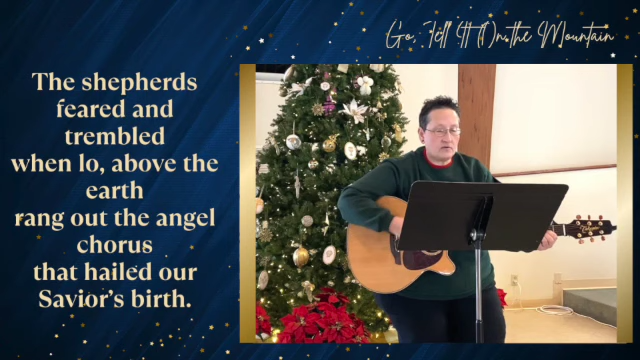 Go, Tell It On the Mountain
The shepherds
feared and
trembled
when lo, above the
earth
rang out the angel
chorus
that hailed our
Savior's birth.